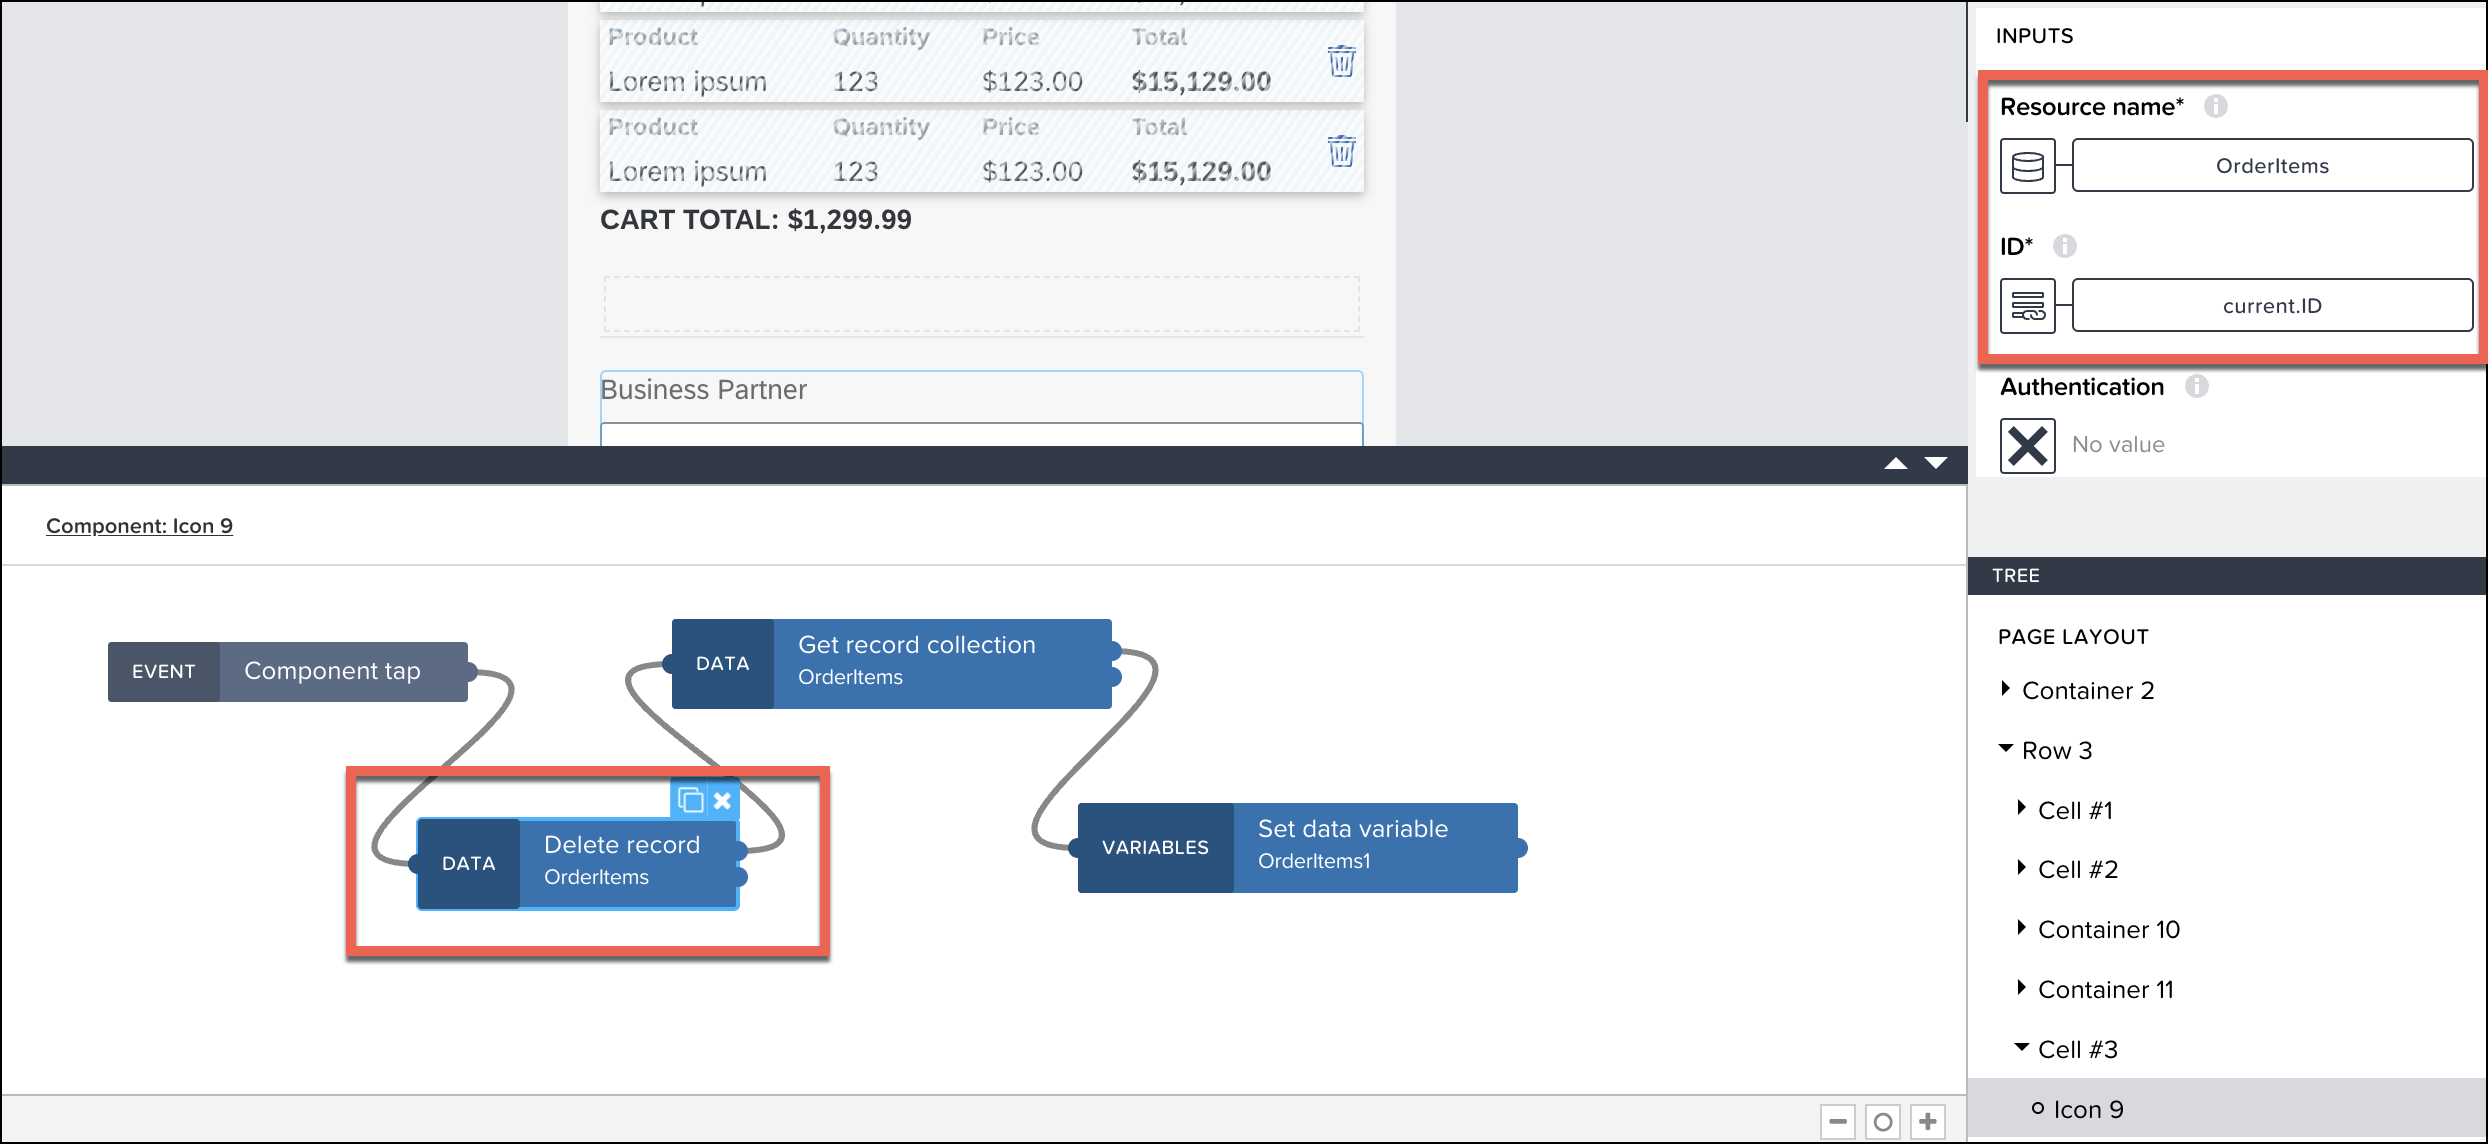 Product Quantity Price Total
Lorem ipsum 123 $123.00 $15,129.00
Product Quantity Price Total
Lorem ipsum 123 $123.00 $15,129.00
CART TOTAL: $1,299.99
Business Partner
Component: Icon 9
EVENT Component tap
DATA Get record collection
OrderItems
DATA Delete record
OrderItems
VARIABLES Set data variable
OrderItems1
INPUTS
Resource name*
OrderItems
ID*
current.ID
Authentication
No value
TREE
PAGE LAYOUT
Container 2
Row 3
Cell #1
Cell #2
Container 10
Container 11
Cell #3
Icon 9